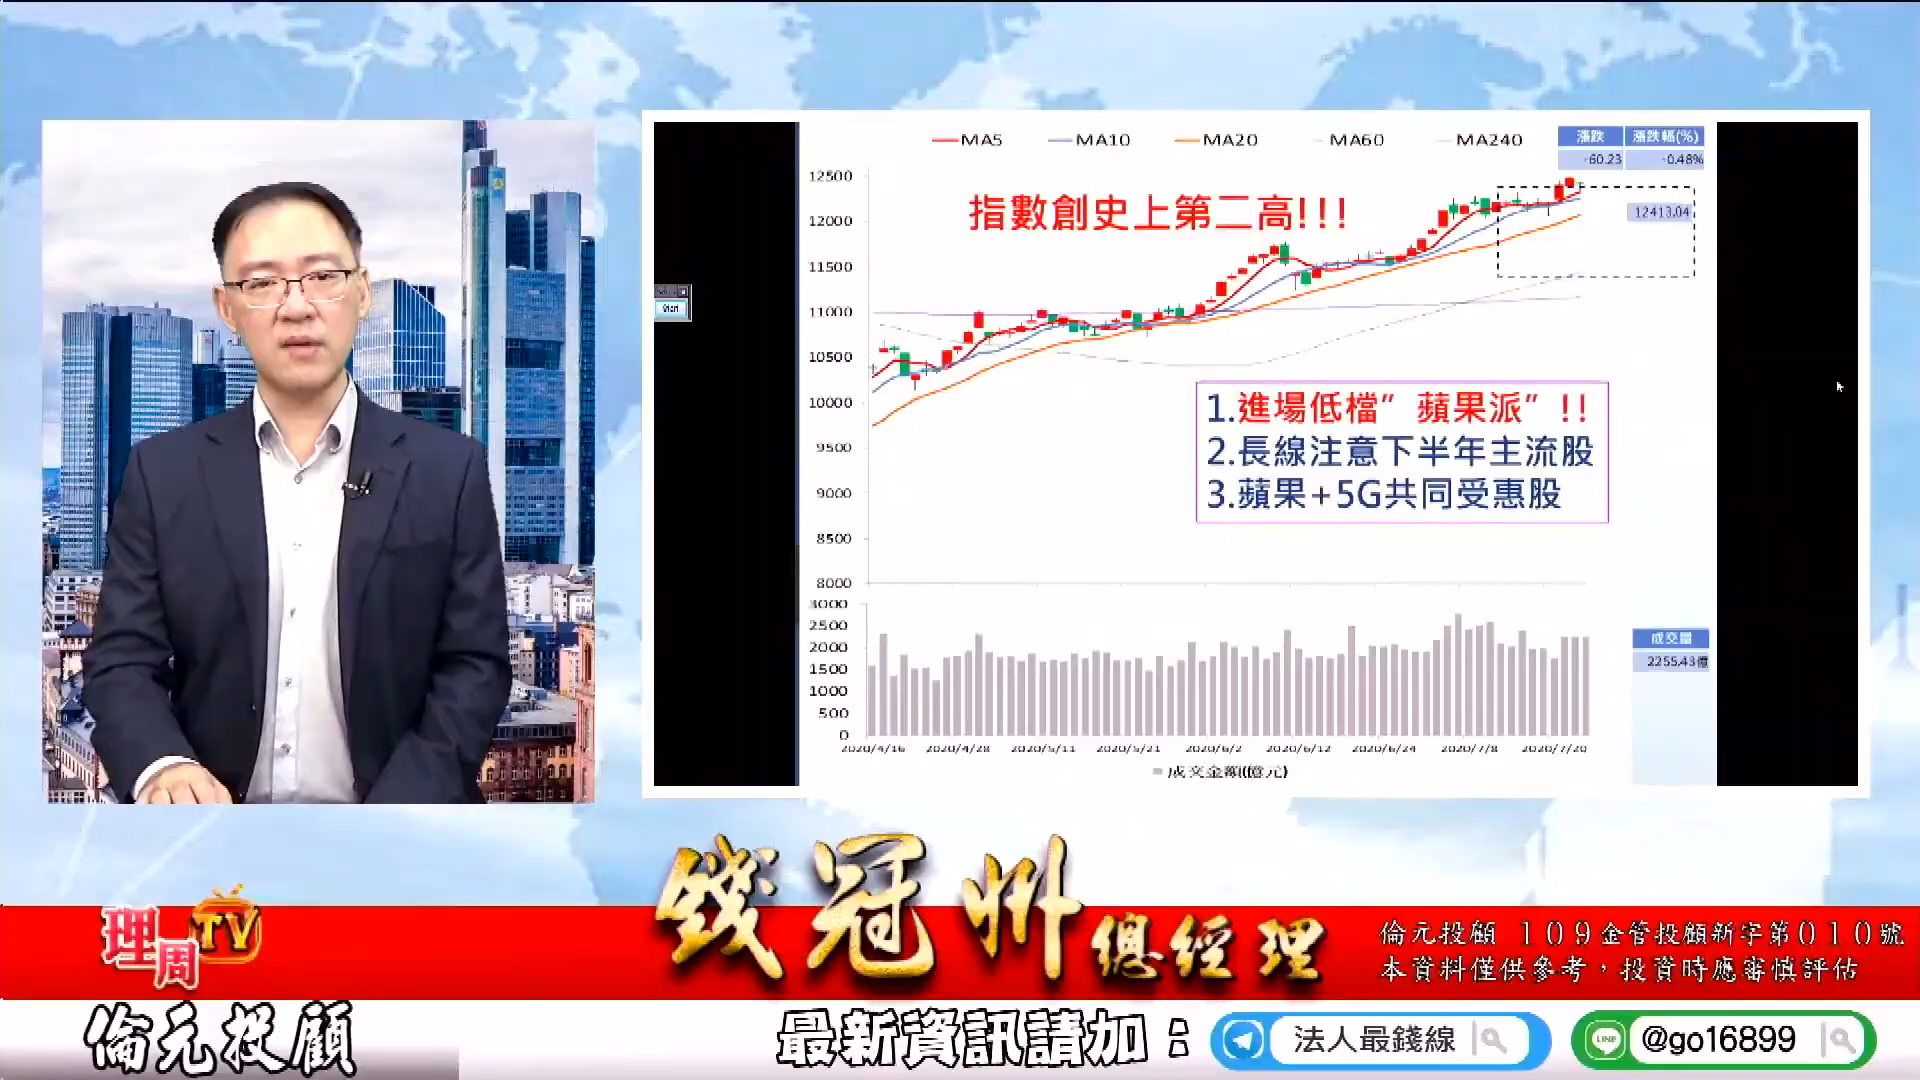 MA5 MA10 MA20 MA60 MA240
漲跌 漲跌幅(%)
-60.23 -0.48%
12500
12000
11500
11000
10500
10000
9500
9000
8500
8000
指數創史上第二高!!!
12413.04
Start
1.進場低檔”蘋果派”!!
2.長線注意下半年主流股
3.蘋果+5G共同受惠股
3000
2500
2000
1500
1000
500
0
成交量
2255.43億
2020/4/16 2020/4/28 2020/5/11 2020/5/21 2020/6/2 2020/6/12 2020/6/24 2020/7/8 2020/7/20
成交金額(億元)
理周TV
錢冠州總經理
倫元投顧 109金管投顧新字第010號
本資料僅供參考，投資時應審慎評估
倫元投顧
最新資訊請加：
法人最錢線
LINE
@go16899